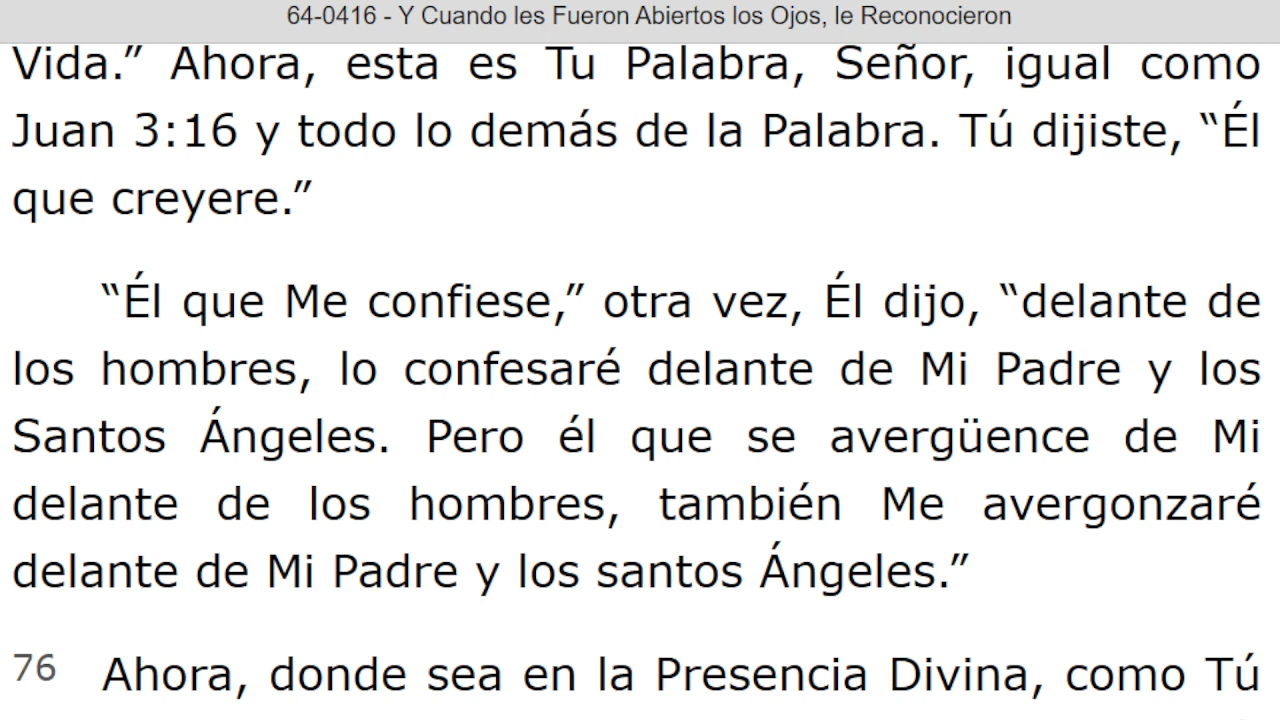 64-0416 - Y Cuando les Fueron Abiertos los Ojos, le Reconocieron
Vida.” Ahora, esta es Tu Palabra, Señor, igual como
Juan 3:16 y todo lo demás de la Palabra. Tú dijiste, “Él
que creyere.”
“Él que Me confiese,” otra vez, Él dijo, “delante de
los hombres, lo confesaré delante de Mi Padre y los
Santos Ángeles. Pero él que se avergüence de Mi
delante de los hombres, también Me avergonzaré
delante de Mi Padre y los santos Ángeles.”
76 Ahora, donde sea en la Presencia Divina, como Tú